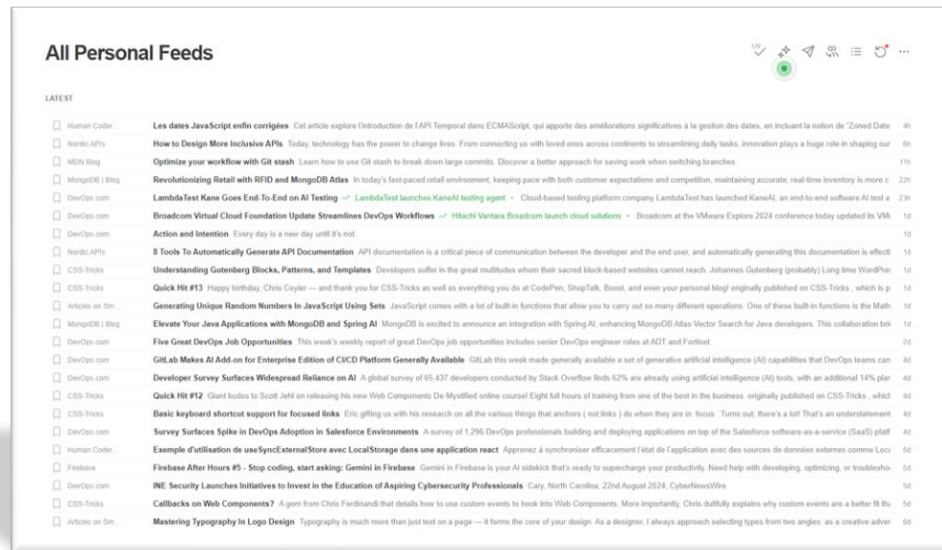 All Personal Feeds
LATEST
Human Coder... Les dates JavaScript enfin corrigées Cet article explore l'introduction de l'API Temporal dans ECMAScript, qui apporte des améliorations significatives à la gestion des dates, en incluant la notion de "Zoned Date 4h
Nordic APIs How to Design More Inclusive APIs Today, technology has the power to change lives. From connecting us with loved ones across continents to streamlining daily tasks, innovation plays a huge role in shaping our 6h
MDN Blog Optimize your workflow with Git stash Learn how to use Git stash to break down large commits. Discover a better approach for saving work when switching branches. 11h
MongoDB | Blog Revolutionizing Retail with RFID and MongoDB Atlas In today's fast-paced retail environment, keeping pace with both customer expectations and competition, maintaining accurate, real-time inventory is more c 22h
DevOps.com LambdaTest Kane Goes End-To-End on AI Testing LambdaTest launches KaneAI testing agent • Cloud-based testing platform company LambdaTest has launched KaneAI, an end-to-end software AI test a 23h
DevOps.com Broadcom Virtual Cloud Foundation Update Streamlines DevOps Workflows Hitachi Vantara Broadcom launch cloud solutions • Broadcom at the VMware Explore 2024 conference today updated its VM 1d
DevOps.com Action and Intention Every day is a new day until it's not. 1d
Nordic APIs 8 Tools To Automatically Generate API Documentation API documentation is a critical piece of communication between the developer and the end user, and automatically generating this documentation is effecti 1d
CSS-Tricks Understanding Gutenberg Blocks, Patterns, and Templates Developers suffer in the great multitudes whom their sacred block-based websites cannot reach. Johannes Gutenberg (probably) Long time WordPre 1d
CSS-Tricks Quick Hit #13 Happy birthday, Chris Coyier — and thank you for CSS-Tricks as well as everything you do at CodePen, ShopTalk, Boost, and even your personal blog! originally published on CSS-Tricks , which is p 1d
Articles on Sm... Generating Unique Random Numbers In JavaScript Using Sets JavaScript comes with a lot of built-in functions that allow you to carry out so many different operations. One of these built-in functions is the Math 1d
MongoDB | Blog Elevate Your Java Applications with MongoDB and Spring AI MongoDB is excited to announce an integration with Spring AI, enhancing MongoDB Atlas Vector Search for Java developers. This collaboration brin 1d
DevOps.com Five Great DevOps Job Opportunities This week's weekly report of great DevOps job opportunities includes senior DevOps engineer roles at ADT and Fortinet. 2d
DevOps.com GitLab Makes AI Add-on for Enterprise Edition of CI/CD Platform Generally Available GitLab this week made generally available a set of generative artificial intelligence (AI) capabilities that DevOps teams can 4d
DevOps.com Developer Survey Surfaces Widespread Reliance on AI A global survey of 65,437 developers conducted by Stack Overflow finds 62% are already using artificial intelligence (AI) tools, with an additional 14% plan 4d
CSS-Tricks Quick Hit #12 Giant kudos to Scott Jehl on releasing his new Web Components De-Mystified online course! Eight full hours of training from one of the best in the business. originally published on CSS-Tricks , which 4d
CSS-Tricks Basic keyboard shortcut support for focused links Eric gifting us with his research on all the various things that anchors ( not links ) do when they are in :focus . Turns out, there's a lot! That's an understatement 4d
DevOps.com Survey Surfaces Spike in DevOps Adoption in Salesforce Environments A survey of 1,296 DevOps professionals building and deploying applications on top of the Salesforce software-as-a-service (SaaS) platf 4d
Human Coder... Exemple d'utilisation de useSyncExternalStore avec LocalStorage dans une application react Apprenez à synchroniser efficacement l'état de l'application avec des sources de données externes comme Loca 5d
Firebase Firebase After Hours #5 - Stop coding, start asking: Gemini in Firebase Gemini in Firebase is your AI sidekick that's ready to supercharge your productivity. Need help with developing, optimizing, or troublesho 5d
DevOps.com INE Security Launches Initiatives to Invest in the Education of Aspiring Cybersecurity Professionals Cary, North Carolina, 22nd August 2024, CyberNewsWire 5d
CSS-Tricks Callbacks on Web Components? A gem from Chris Ferdinandi that details how to use custom events to hook into Web Components. More importantly, Chris dutifully explains why custom events are a better fit tha 5d
Articles on Sm... Mastering Typography In Logo Design Typography is much more than just text on a page — it forms the core of your design. As a designer, I always approach selecting types from two angles: as a creative adver 6d